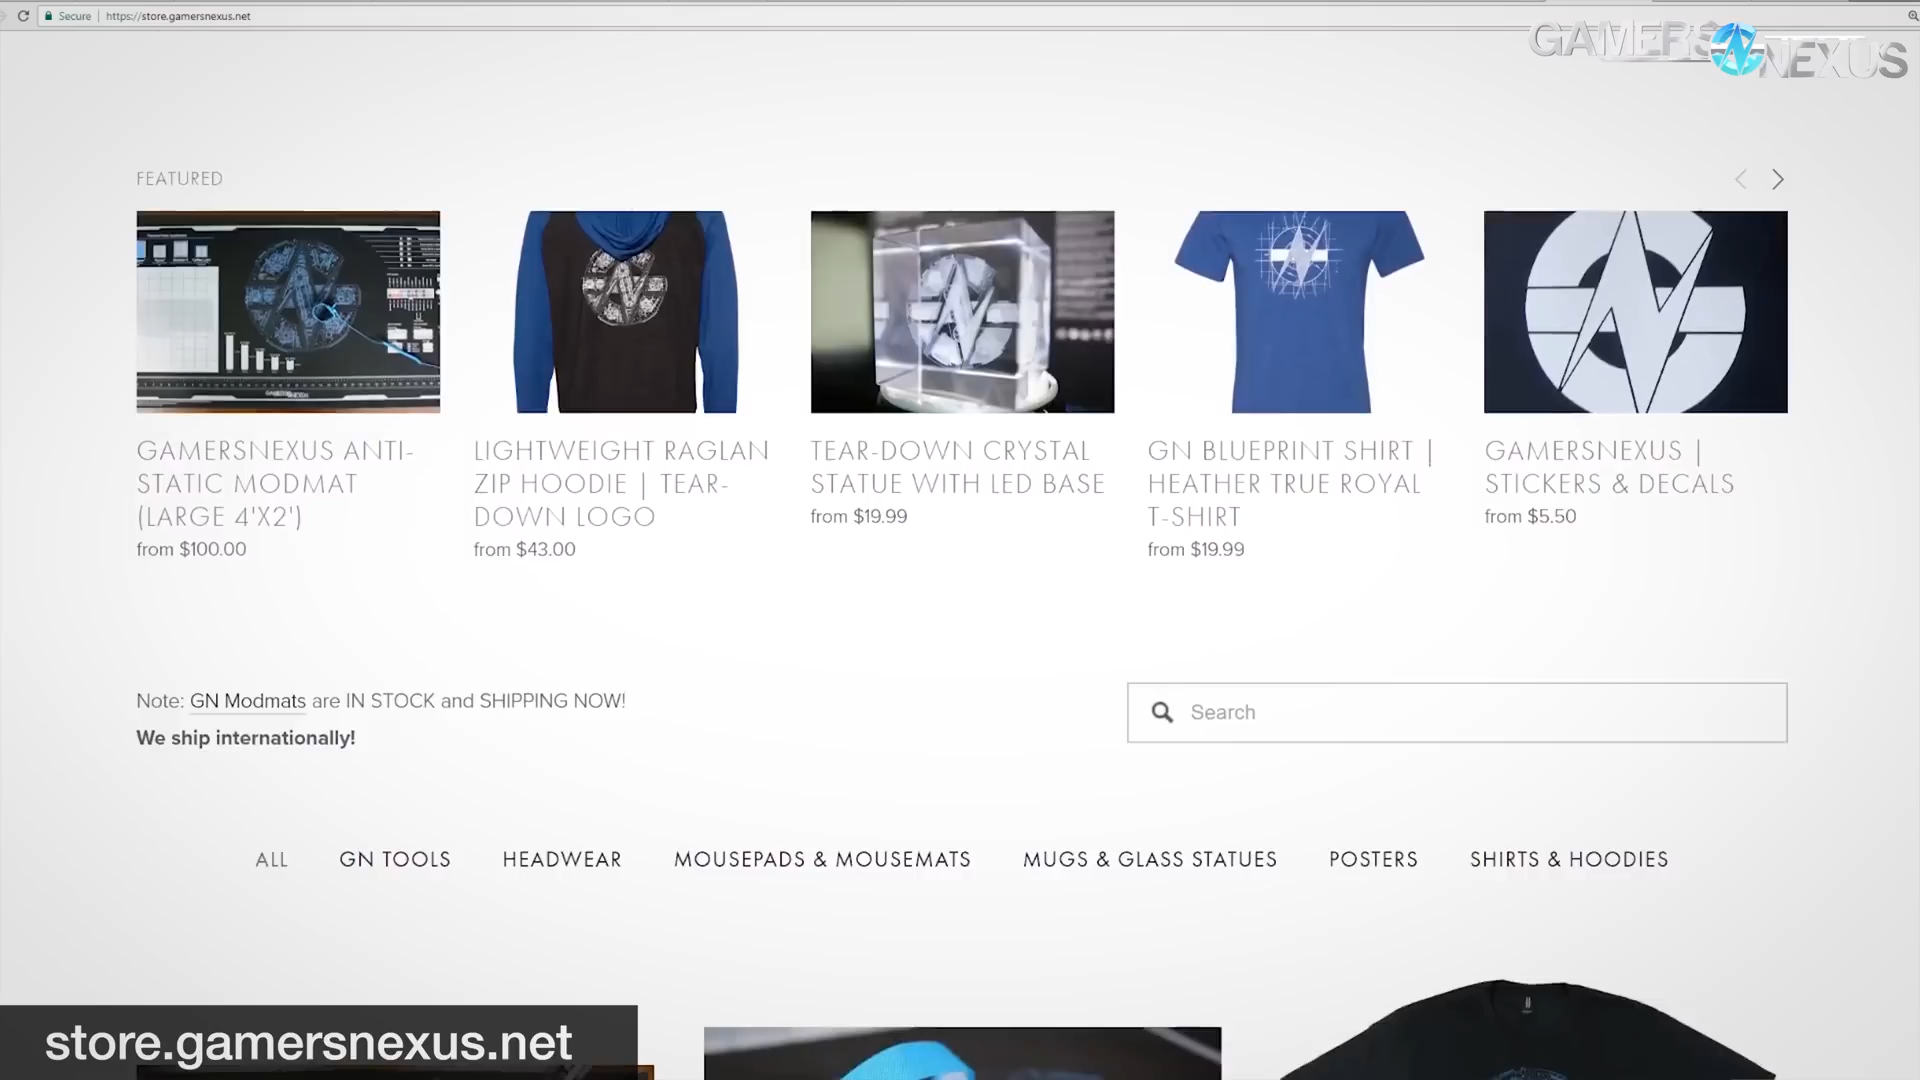 Secure
https://store.gamersnexus.net
GAMERS NEXUS
FEATURED
GAMERSNEXUS ANTI-
STATIC MODMAT
(LARGE 4'X2')
from $100.00
LIGHTWEIGHT RAGLAN
ZIP HOODIE | TEAR-
DOWN LOGO
from $43.00
TEAR-DOWN CRYSTAL
STATUE WITH LED BASE
from $19.99
GN BLUEPRINT SHIRT |
HEATHER TRUE ROYAL
T-SHIRT
from $19.99
GAMERSNEXUS |
STICKERS & DECALS
from $5.50
Note: GN Modmats are IN STOCK and SHIPPING NOW!
We ship internationally!
Search
ALL
GN TOOLS
HEADWEAR
MOUSEPADS & MOUSEMATS
MUGS & GLASS STATUES
POSTERS
SHIRTS & HOODIES
store.gamersnexus.net